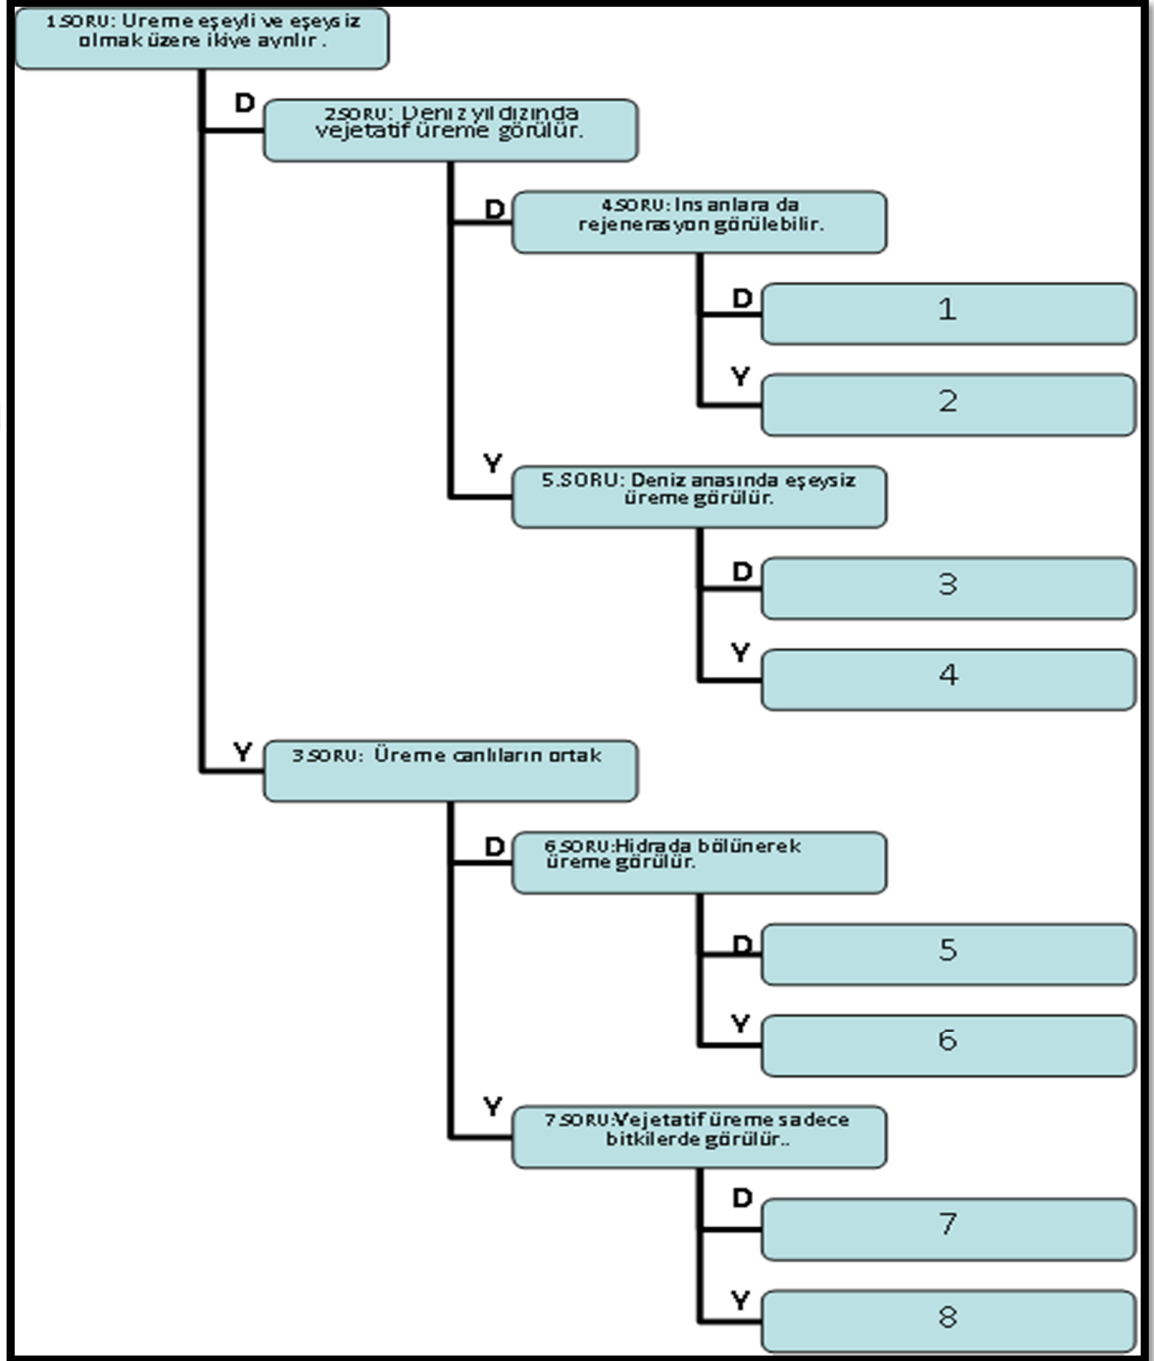 1.SORU: Ureme eşeyli ve eşeysiz
olmak üzere ikiye ayrılır .
D
2.SORU: Deniz yıldızında
vejetatif üreme görülür.
D
4.SORU: Insanlara da
rejenerasyon görülebilir.
D
1
Y
2
Y
5.SORU: Deniz anasında eşeysiz
üreme görülür.
D
3
Y
4
Y
3.SORU: Üreme canlıların ortak
D
6.SORU:Hidrada bölünerek
üreme görülür.
D
5
Y
6
Y
7.SORU:Vejetatif üreme sadece
bitkilerde görülür..
D
7
Y
8